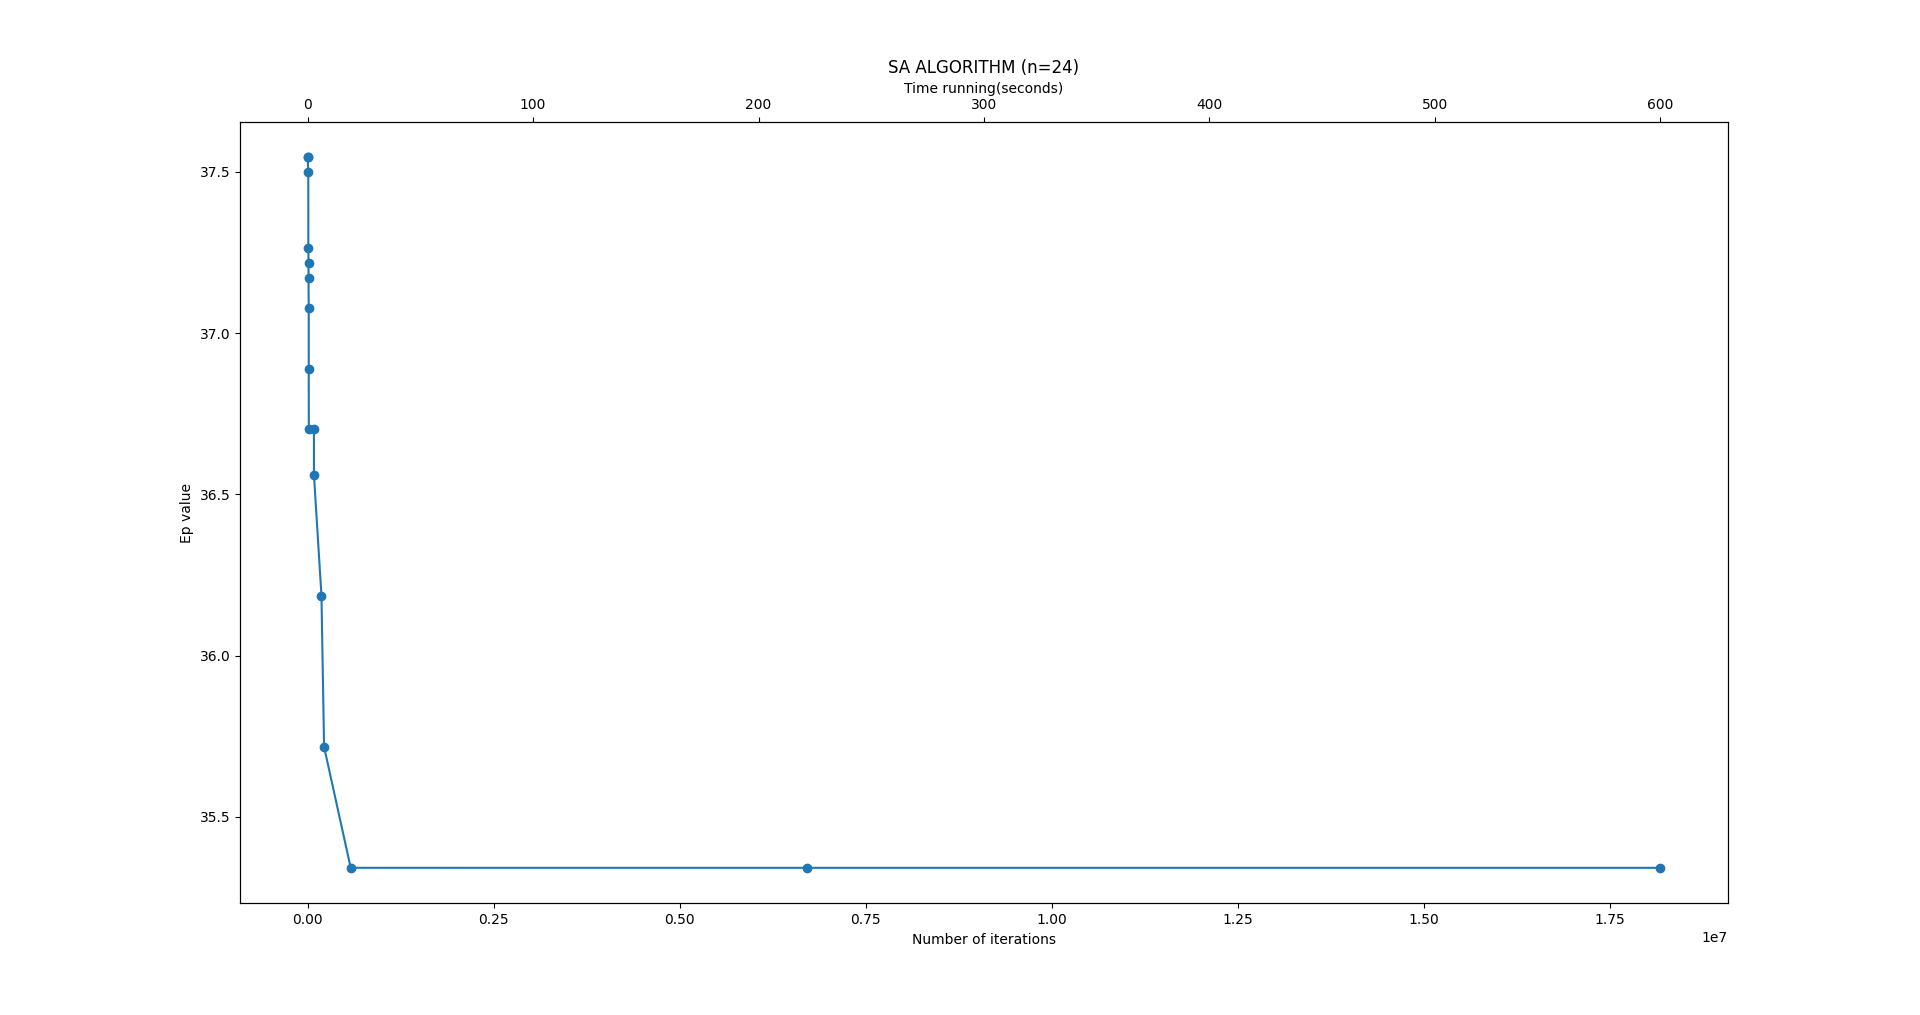 SA ALGORITHM (n=24)
Time running(seconds)
0 100 200 300 400 500 600
37.5
37.0
36.5
36.0
35.5
Ep value
0.00 0.25 0.50 0.75 1.00 1.25 1.50 1.75
Number of iterations
1e7